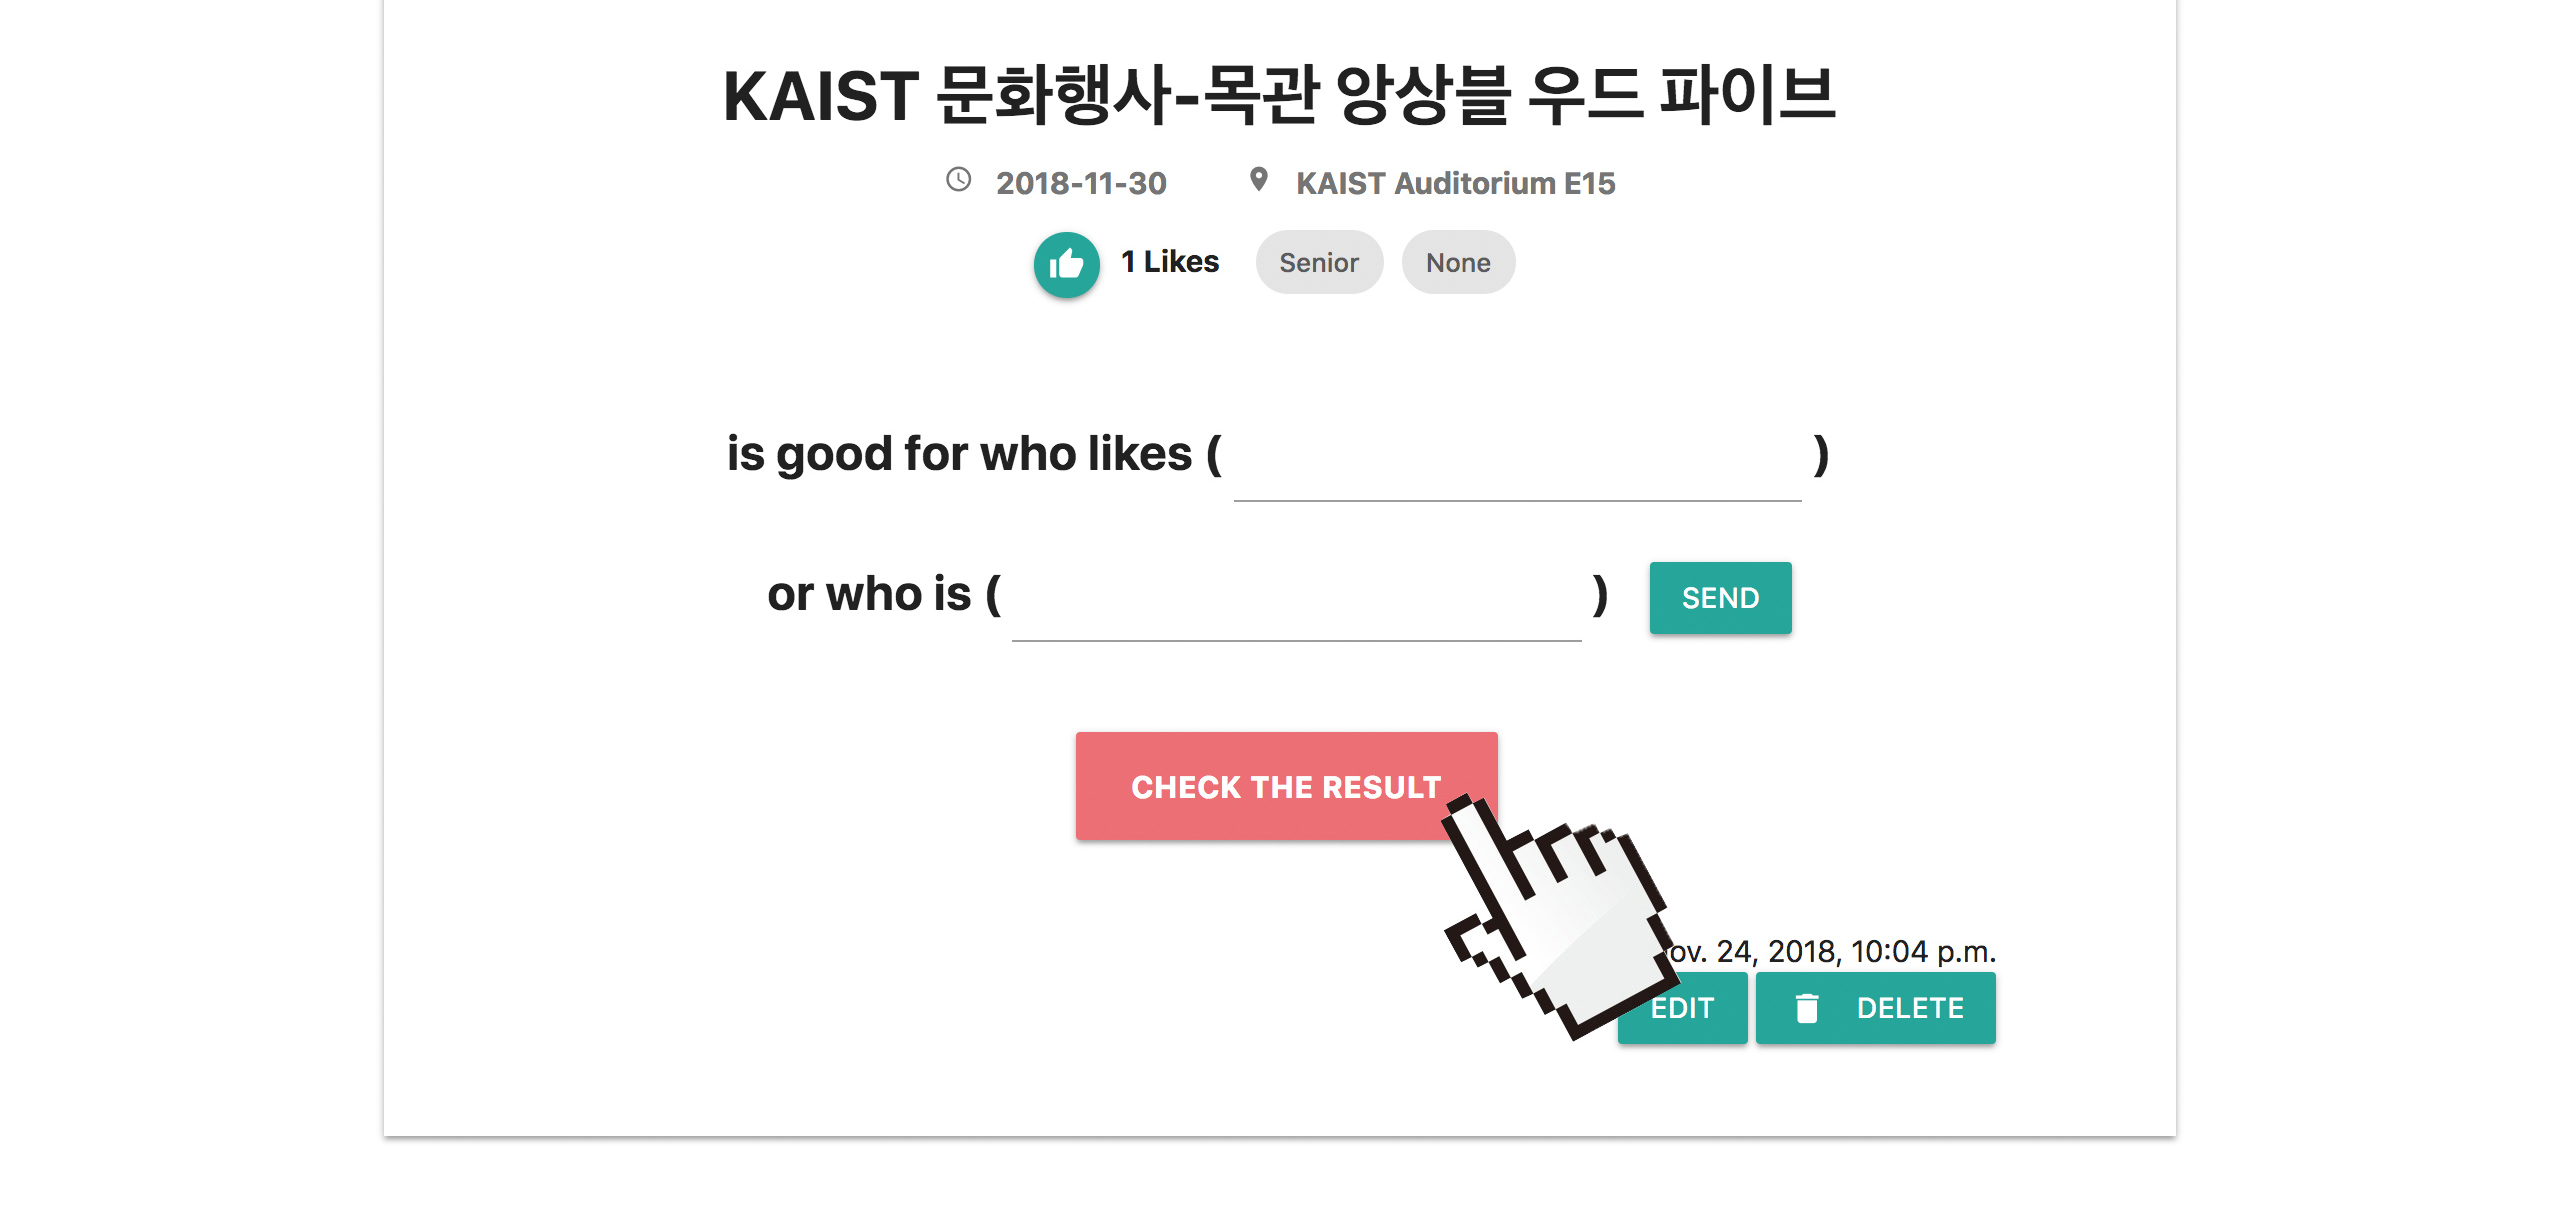 KAIST 문화행사-목관 앙상블 우드 파이브
2018-11-30 KAIST Auditorium E15
1 Likes Senior None
is good for who likes ( )
or who is ( ) SEND
CHECK THE RESULT
24, 2018, 10:04 p.m.
EDIT DELETE